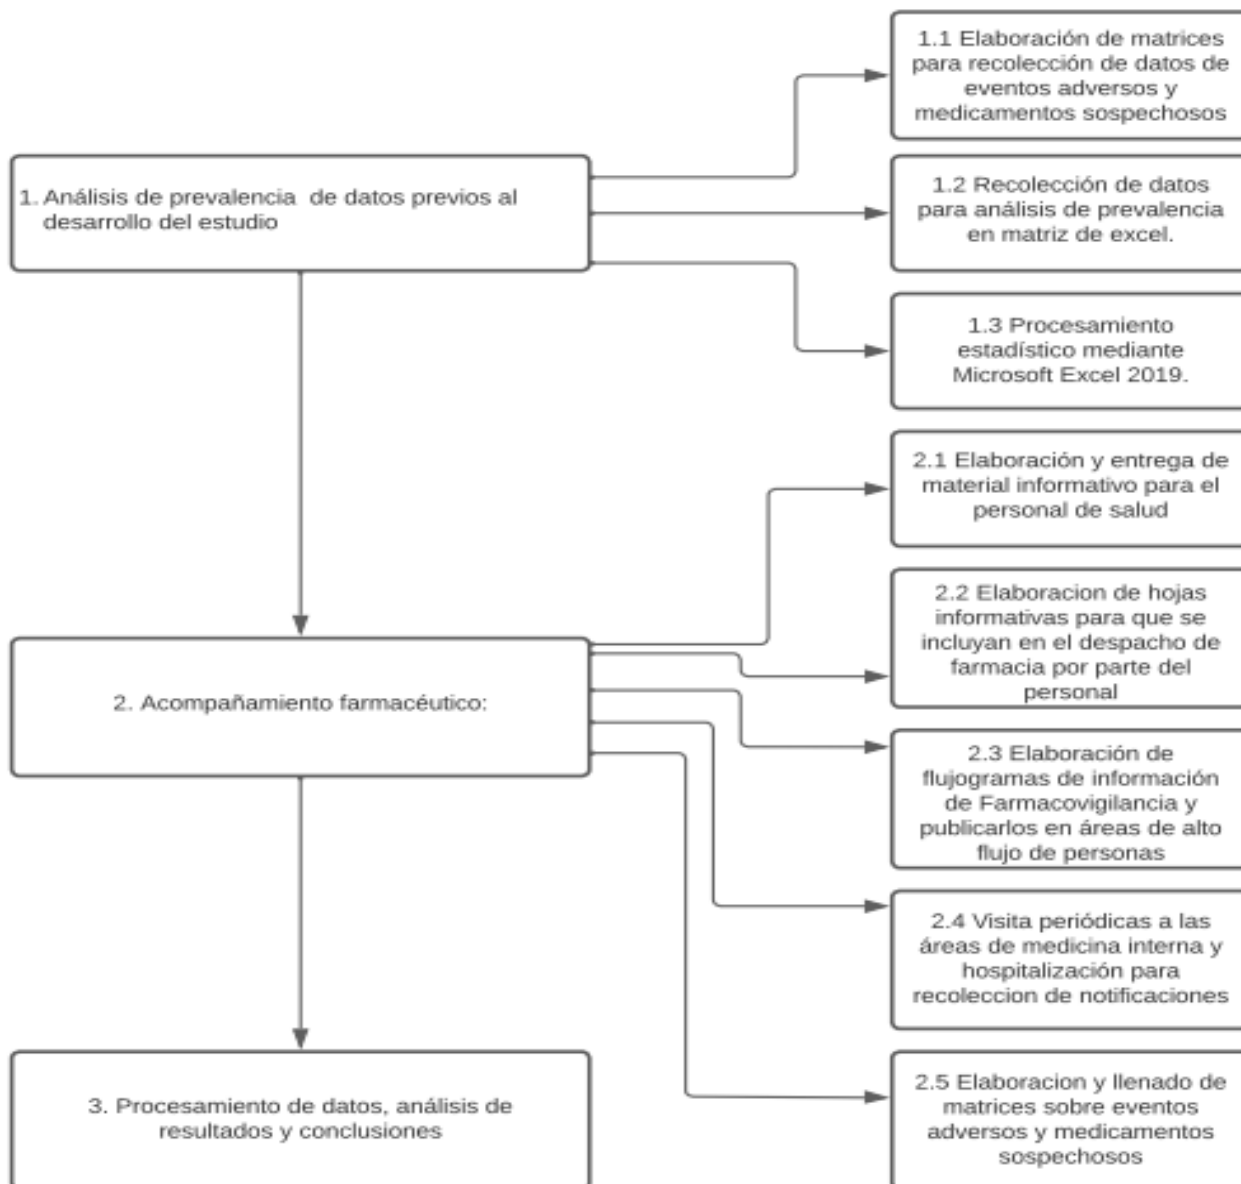 1.1 Elaboración de matrices
para recolección de datos de
eventos adversos y
medicamentos sospechosos
1. Análisis de prevalencia de datos previos al
desarrollo del estudio
1.2 Recolección de datos
para análisis de prevalencia
en matriz de excel.
1.3 Procesamiento
estadístico mediante
Microsoft Excel 2019.
2.1 Elaboración y entrega de
material informativo para el
personal de salud
2. Acompañamiento farmacéutico:
2.2 Elaboracion de hojas
informativas para que se
incluyan en el despacho de
farmacia por parte del
personal
2.3 Elaboración de
flujogramas de información
de Farmacovigilancia y
publicarlos en áreas de alto
flujo de personas
2.4 Visita periódicas a las
áreas de medicina interna y
hospitalización para
recoleccion de notificaciones
3. Procesamiento de datos, análisis de
resultados y conclusiones
2.5 Elaboracion y llenado de
matrices sobre eventos
adversos y medicamentos
sospechosos